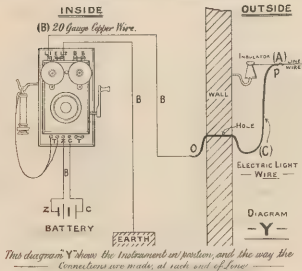 INSIDE
OUTSIDE
(B) 20 Gauge Copper Wire.
INSULATOR
(A)
LINE
WIRE
P
WALL
HOLE
B
B
B
O
(C)
ELECTRIC LIGHT
WIRE
Z
C
BATTERY
EARTH
DIAGRAM
-Y-
This diagram "Y" shows the Instrument in position, and the way the
Connections are made, at each end of Line